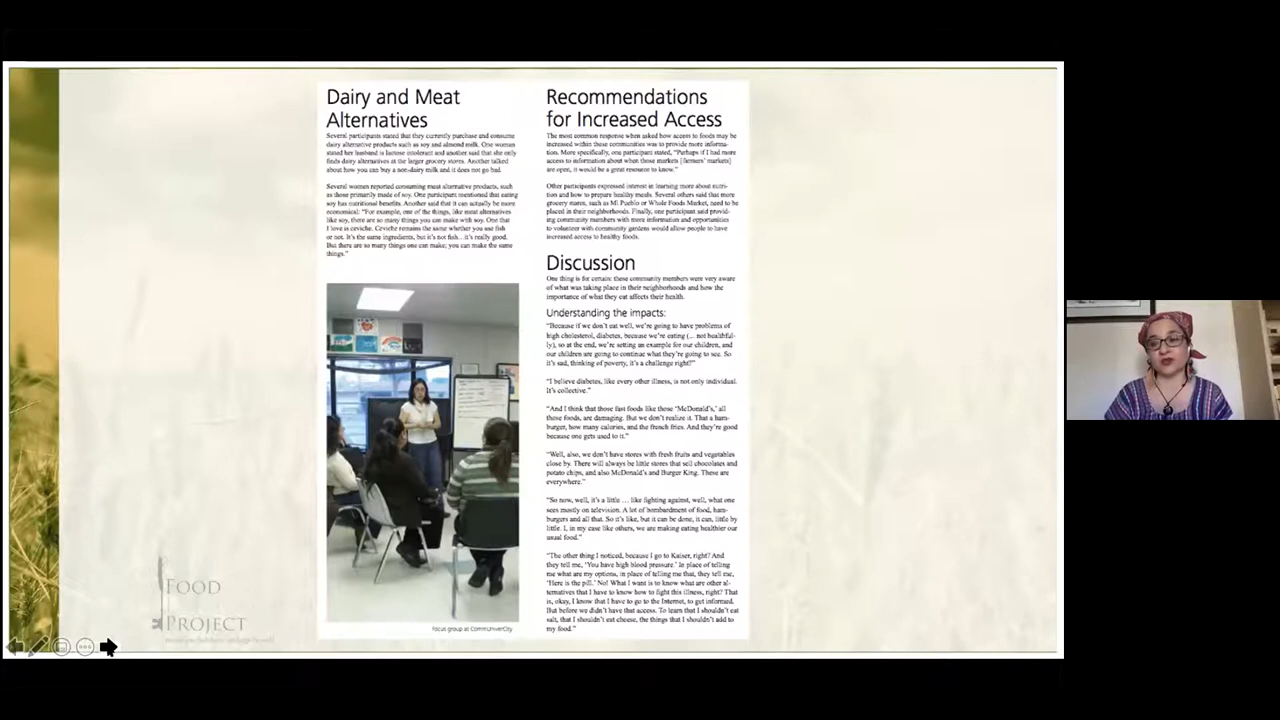 Dairy and Meat
Alternatives
Several participants stated that they currently purchase and consume
dairy alternative products such as soy and almond milk. One woman
stated her husband is lactose intolerant and another said that she only
finds dairy alternatives at the larger grocery stores. Another talked
about how you can buy a non-dairy milk and it does not go bad.
Several women reported consuming meat alternative products, such
as those primarily made of soy. One participant mentioned that eating
soy has nutritional benefits. Another said that it can actually be more
economical: “For example, one of the things, like meat alternatives
like soy, there are so many things you can make with soy. One that
I love is ceviche. Ceviche remains the same whether you use fish
or not. It’s the same ingredients, but it’s not fish...it’s really good.
But there are so many things one can make; you can make the same
things.”
Focus group at CommUniverCity
Recommendations
for Increased Access
The most common response when asked how access to foods may be
increased within these communities was to provide more informa-
tion. More specifically, one participant stated, “Perhaps if I had more
access to information about when those markets [farmers’ markets]
are open, it would be a great resource to know.”
Other participants expressed interest in learning more about nutri-
tion and how to prepare healthy meals. Several others said that more
grocery stores, such as Mi Pueblo or Whole Foods Market, need to be
placed in their neighborhoods. Finally, one participant said provid-
ing community members with more information and opportunities
to volunteer with community gardens would allow people to have
increased access to healthy foods.
Discussion
One thing is for certain: these community members were very aware
of what was taking place in their neighborhoods and how the
importance of what they eat affects their health.
Understanding the impacts:
“Because if we don’t eat well, we’re going to have problems of
high cholesterol, diabetes, because we’re eating (... not healthful-
ly), so at the end, we’re setting an example for our children, and
our children are going to continue what they’re going to see. So
it’s sad, thinking of poverty, it’s a challenge right?”
“I believe diabetes, like every other illness, is not only individual.
It’s collective.”
“And I think that those fast foods like those ‘McDonald’s,’ all
those foods, are damaging. But we don’t realize it. That a ham-
burger, how many calories, and the french fries. And they’re good
because one gets used to it.”
“Well, also, we don’t have stores with fresh fruits and vegetables
close by. There will always be little stores that sell chocolates and
potato chips, and also McDonald’s and Burger King. These are
everywhere.”
“So now, well, it’s a little ... like fighting against, well, what one
sees mostly on television. A lot of bombardment of food, ham-
burgers and all that. So it’s like, but it can be done, it can, little by
little. I, in my case like others, we are making eating healthier our
usual food.”
“The other thing I noticed, because I go to Kaiser, right? And
they tell me, ‘You have high blood pressure.’ In place of telling
me what are my options, in place of telling me that, they tell me,
‘Here is the pill.’ No! What I want is to know what are other al-
ternatives that I have to know how to fight this illness, right? That
is, okay, I know that I have to go to the Internet, to get informed.
But before we didn’t have that access. To learn that I shouldn’t eat
salt, that I shouldn’t eat cheese, the things that I shouldn’t add to
my food.”
FOOD
PROJECT